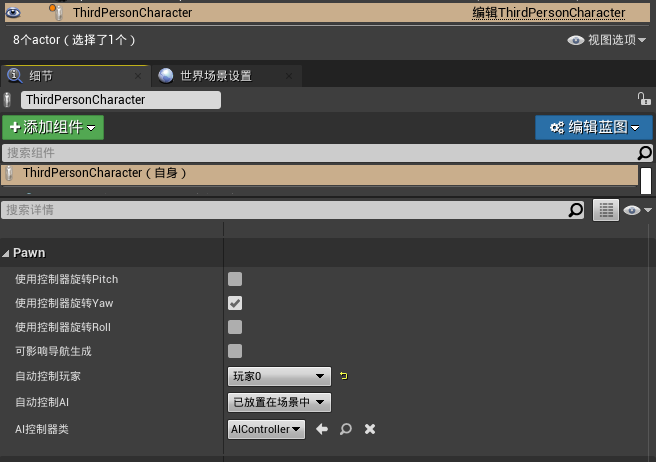 ThirdPersonCharacter 编辑ThirdPersonCharacter
8个actor（选择了1个） 视图选项
细节 世界场景设置
ThirdPersonCharacter
添加组件 编辑蓝图
搜索组件
ThirdPersonCharacter（自身）
搜索详情
Pawn
使用控制器旋转Pitch
使用控制器旋转Yaw
使用控制器旋转Roll
可影响导航生成
自动控制玩家 玩家0
自动控制AI 已放置在场景中
AI控制器类 AIController